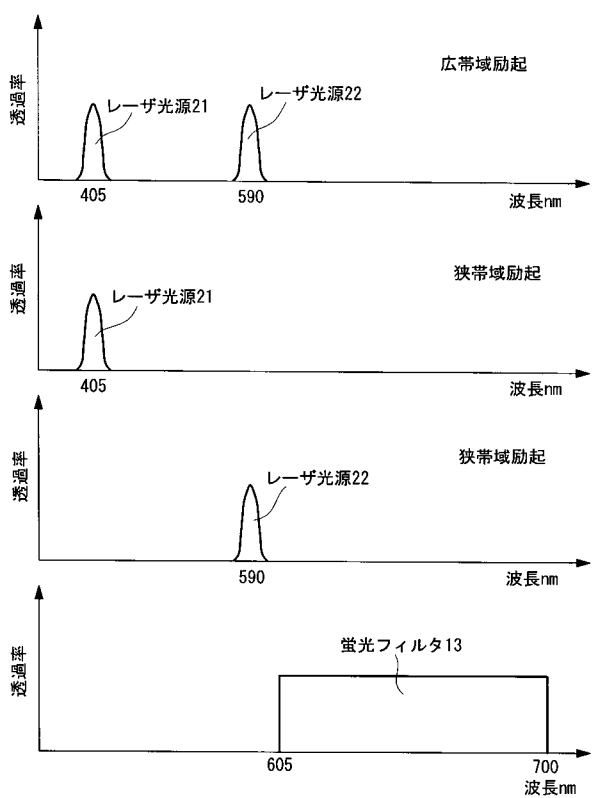 広帯域励起
透過率
レーザ光源21
レーザ光源22
405
590
波長nm
狭帯域励起
透過率
レーザ光源21
405
波長nm
狭帯域励起
透過率
レーザ光源22
590
波長nm
透過率
蛍光フィルタ13
605
700
波長nm